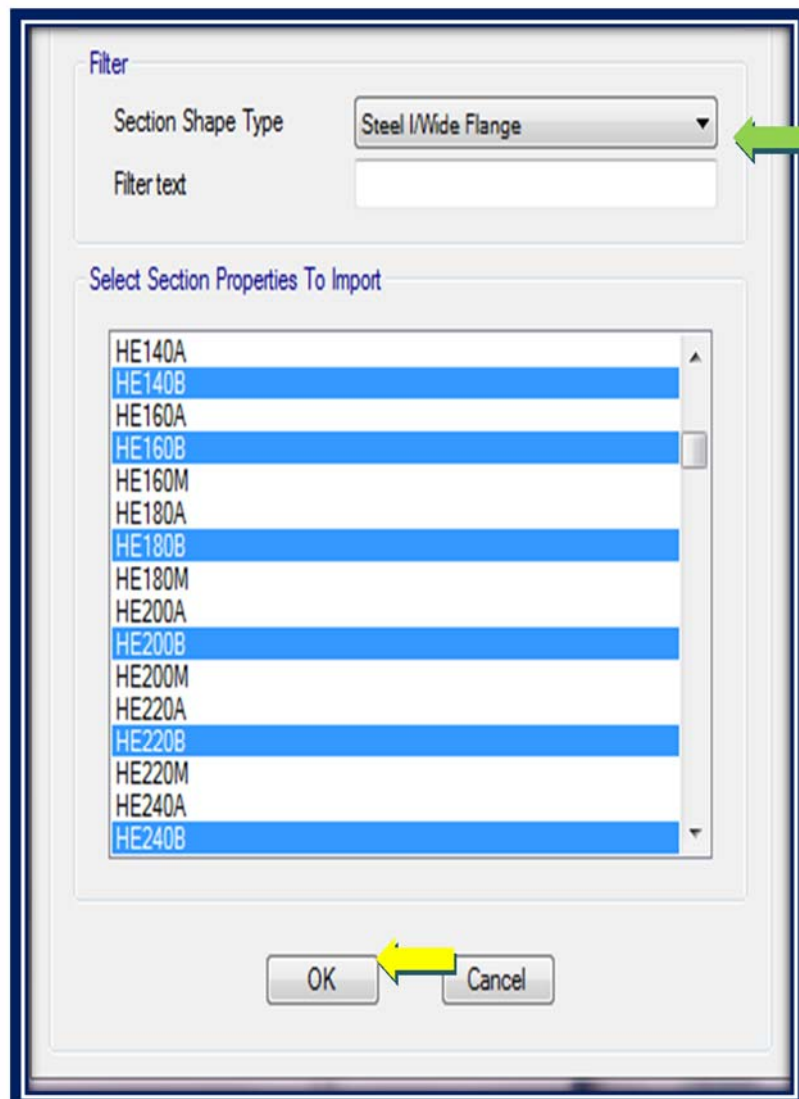 Filter
Section Shape Type Steel I/Wide Flange
Filter text
Select Section Properties To Import
HE140A
HE140B
HE160A
HE160B
HE160M
HE180A
HE180B
HE180M
HE200A
HE200B
HE200M
HE220A
HE220B
HE220M
HE240A
HE240B
OK Cancel